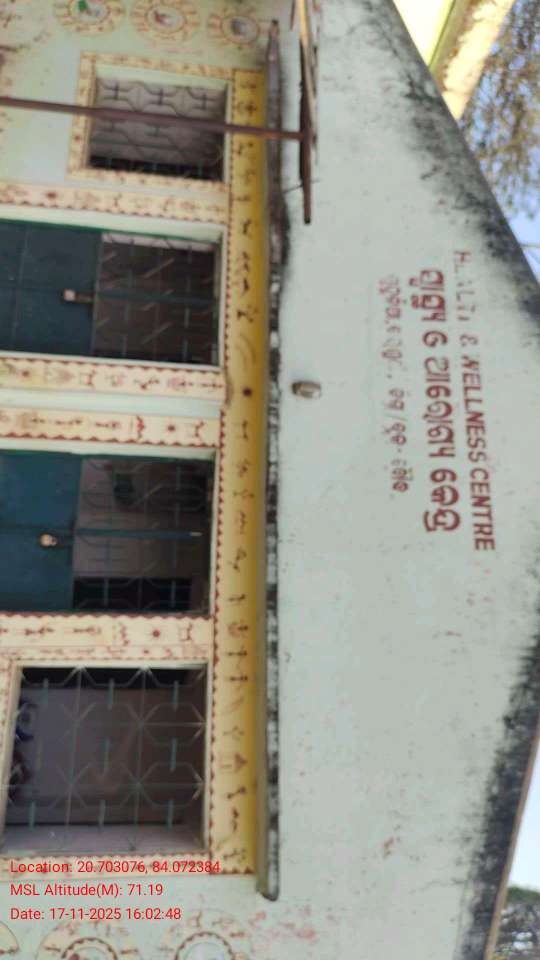 HEALTH & WELLNESS CENTRE
ସ୍ୱାସ୍ଥ୍ୟ ଓ ଆରୋଗ୍ୟ କେନ୍ଦ୍ର
Location: 20.703076, 84.072384
MSL Altitude(M): 71.19
Date: 17-11-2025 16:02:48